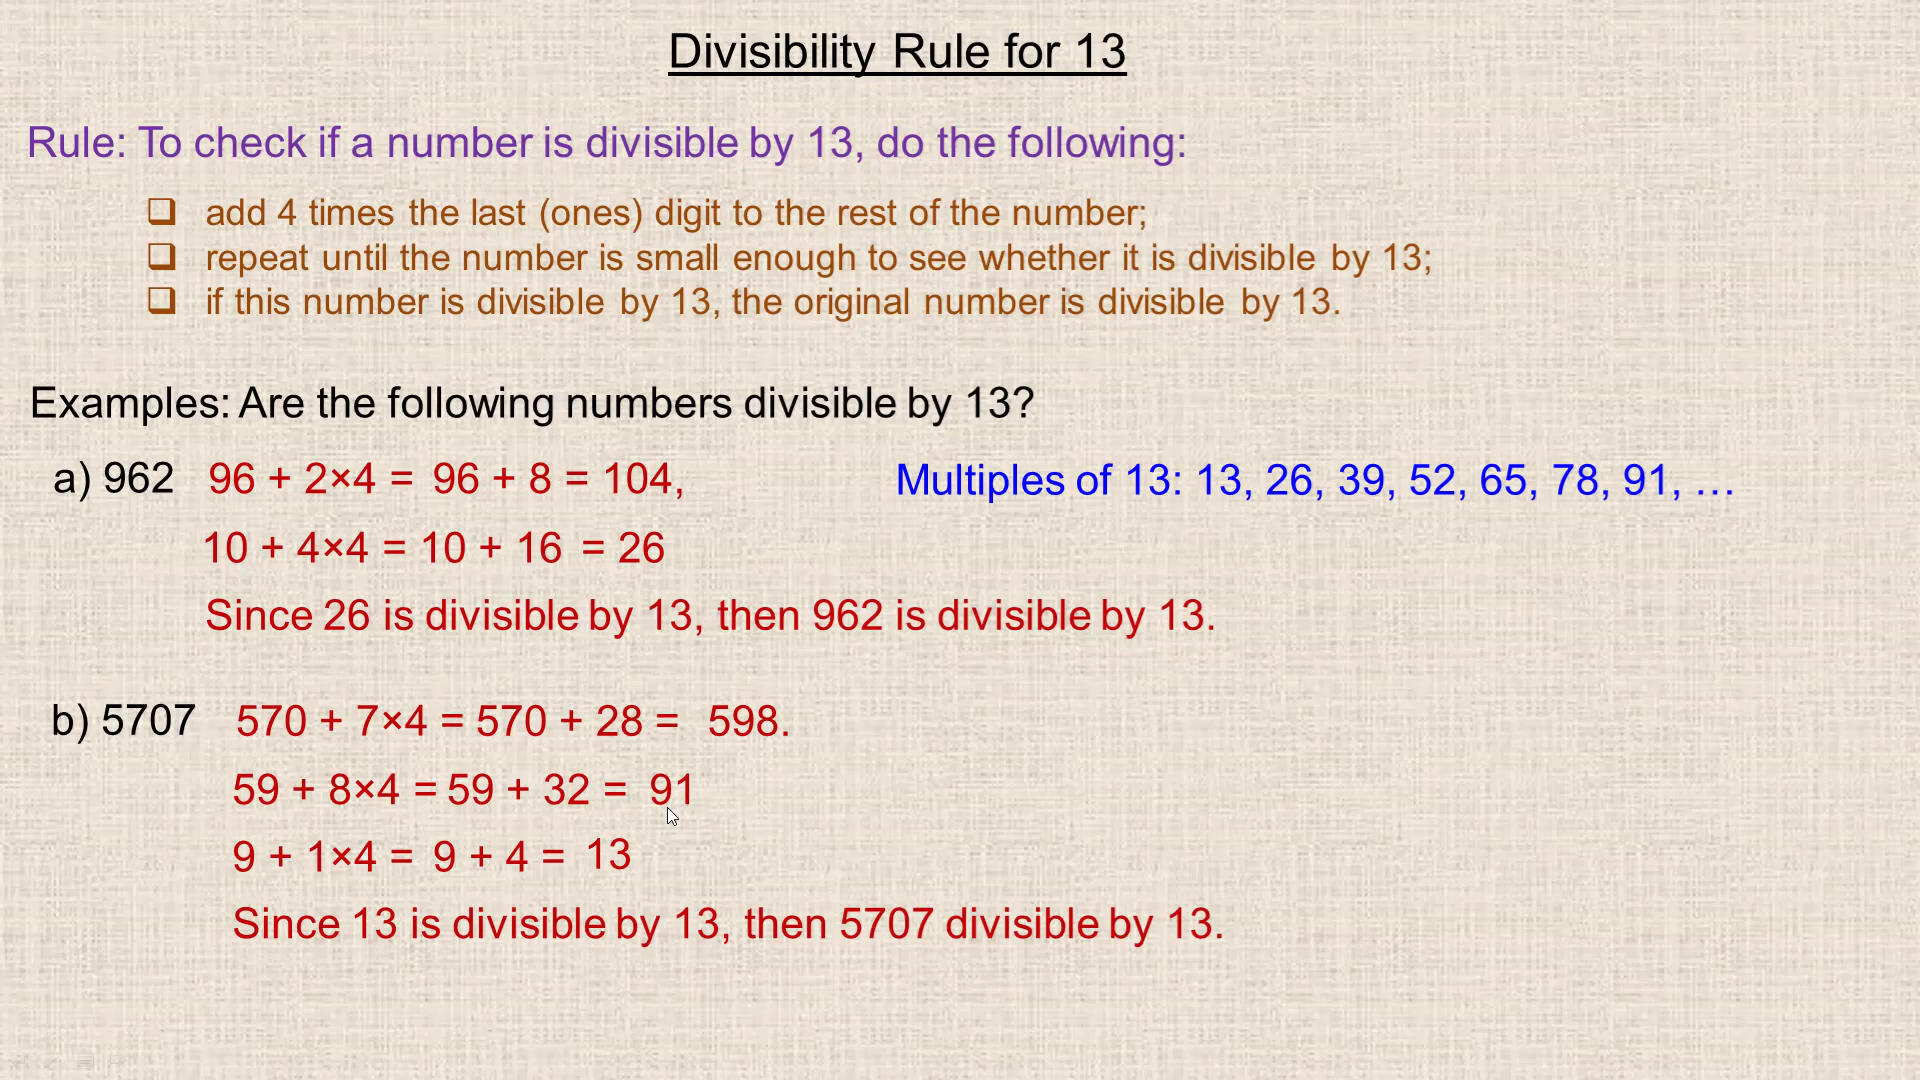 Divisibility Rule for 13
Rule: To check if a number is divisible by 13, do the following:
❑ add 4 times the last (ones) digit to the rest of the number;
❑ repeat until the number is small enough to see whether it is divisible by 13;
❑ if this number is divisible by 13, the original number is divisible by 13.
Examples: Are the following numbers divisible by 13?
a) 962 96 + 2×4 = 96 + 8 = 104, Multiples of 13: 13, 26, 39, 52, 65, 78, 91, …
10 + 4×4 = 10 + 16 = 26
Since 26 is divisible by 13, then 962 is divisible by 13.
b) 5707 570 + 7×4 = 570 + 28 = 598.
59 + 8×4 = 59 + 32 = 91
9 + 1×4 = 9 + 4 = 13
Since 13 is divisible by 13, then 5707 divisible by 13.